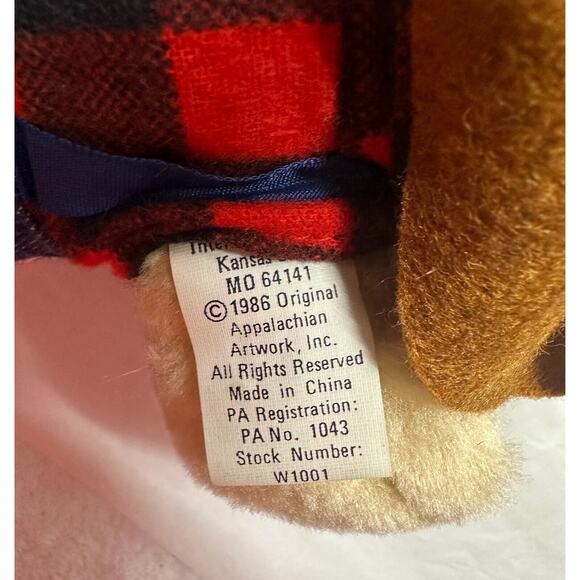 Kansas
MO 64141
© 1986 Original
Appalachian
Artwork, Inc.
All Rights Reserved
Made in China
PA Registration:
PA No. 1043
Stock Number:
W1001